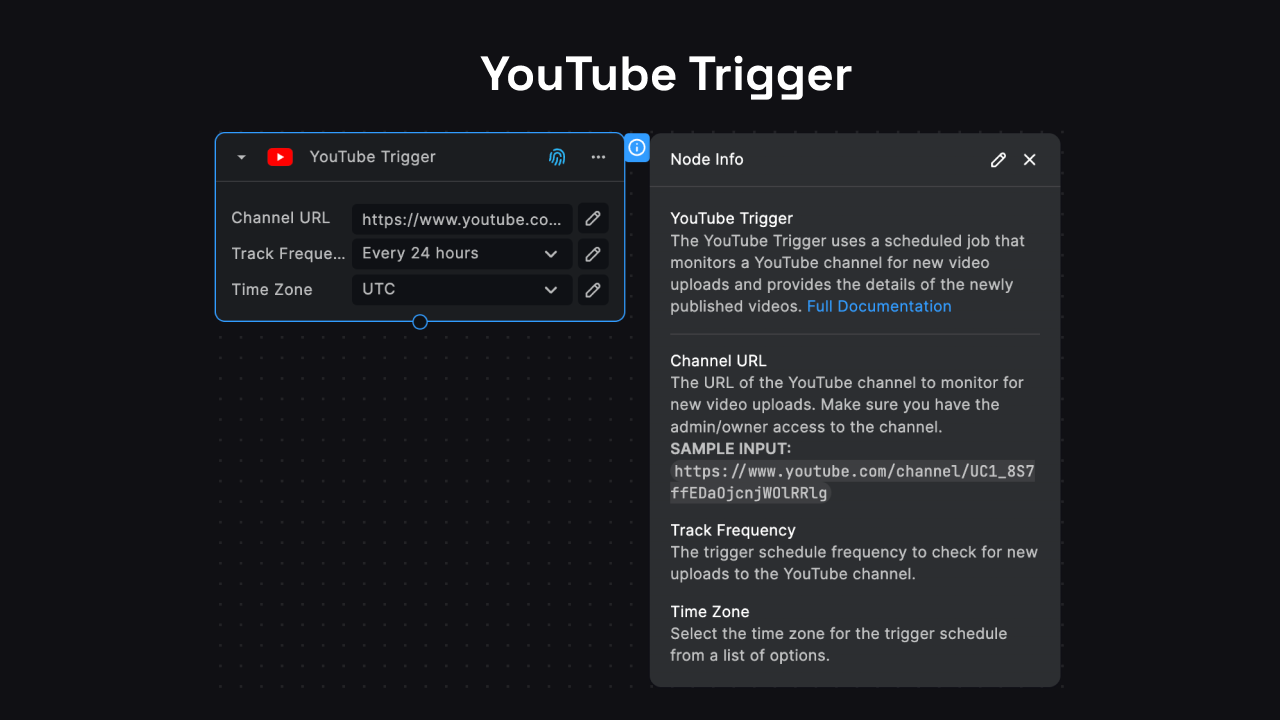 YouTube Trigger
YouTube Trigger
Channel URL
https://www.youtube.co...
Track Freque...
Every 24 hours
Time Zone
UTC
Node Info
YouTube Trigger
The YouTube Trigger uses a scheduled job that
monitors a YouTube channel for new video
uploads and provides the details of the newly
published videos. Full Documentation
Channel URL
The URL of the YouTube channel to monitor for
new video uploads. Make sure you have the
admin/owner access to the channel.
SAMPLE INPUT:
https://www.youtube.com/channel/UC1_8S7
ffEDaOjcnjWOlRRlg
Track Frequency
The trigger schedule frequency to check for new
uploads to the YouTube channel.
Time Zone
Select the time zone for the trigger schedule
from a list of options.